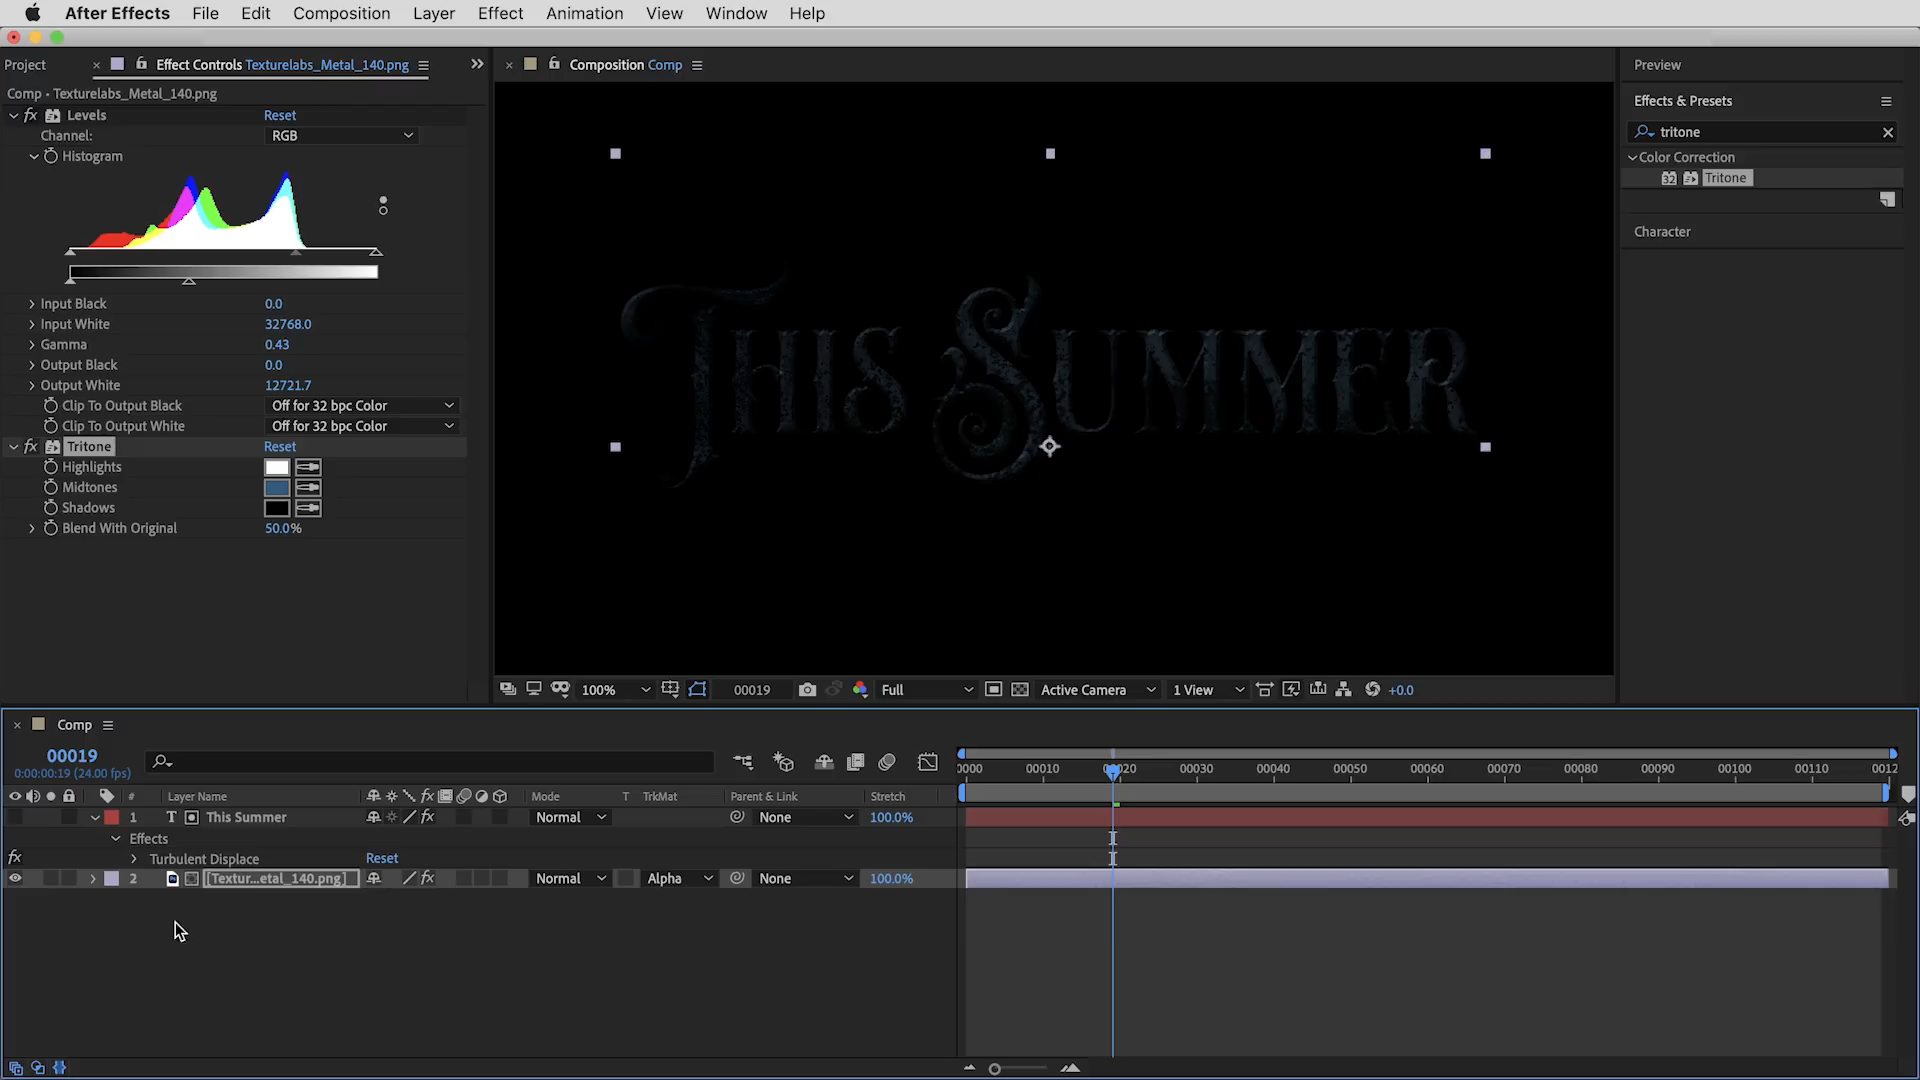 After Effects File Edit Composition Layer Effect Animation View Window Help
Project × Effect Controls Texturelabs_Metal_140.png
Comp • Texturelabs_Metal_140.png
fx Levels Reset
Channel: RGB
Histogram
Input Black 0.0
Input White 32768.0
Gamma 0.43
Output Black 0.0
Output White 12721.7
Clip To Output Black Off for 32 bpc Color
Clip To Output White Off for 32 bpc Color
fx Tritone Reset
Highlights
Midtones
Shadows
Blend With Original 50.0%
× Composition Comp
THIS SUMMER
100% 00019 Full Active Camera 1 View +0.0
Preview
Effects & Presets
tritone
Color Correction
32 Tritone
Character
× Comp
00019
0:00:00:19 (24.00 fps)
# Layer Name fx Mode T TrkMat Parent & Link Stretch
1 T This Summer fx Normal None 100.0%
Effects
fx Turbulent Displace Reset
2 [Textur...etal_140.png] fx Normal Alpha None 100.0%
0000 00010 00020 00030 00040 00050 00060 00070 00080 00090 00100 00110 0012